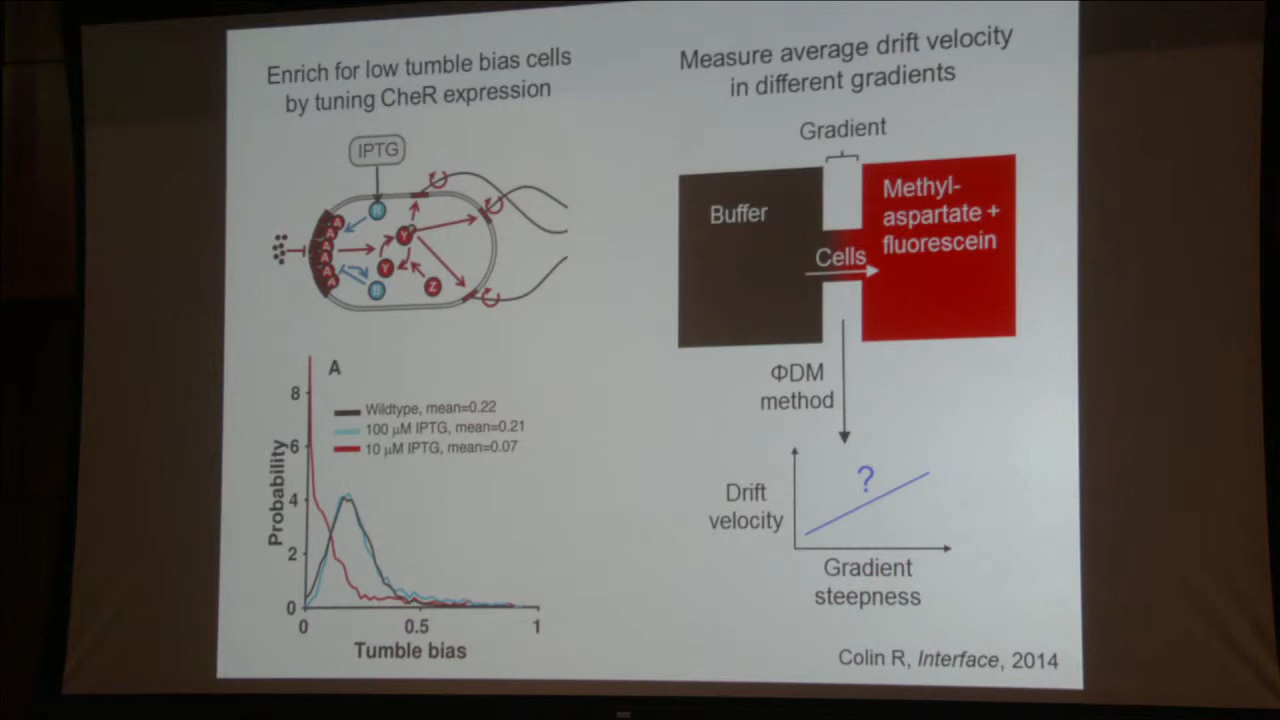 Enrich for low tumble bias cells
by tuning CheR expression
IPTG
A
A
A
A
A
A
Y
Y
Z
A
8
6
4
2
0
0
0.5
1
Probability
Tumble bias
Wildtype, mean=0.22
100 μM IPTG, mean=0.21
10 μM IPTG, mean=0.07
Measure average drift velocity
in different gradients
Gradient
Buffer
Cells
Methyl-
aspartate +
fluorescein
ΦDM
method
?
Drift
velocity
Gradient
steepness
Colin R, Interface, 2014